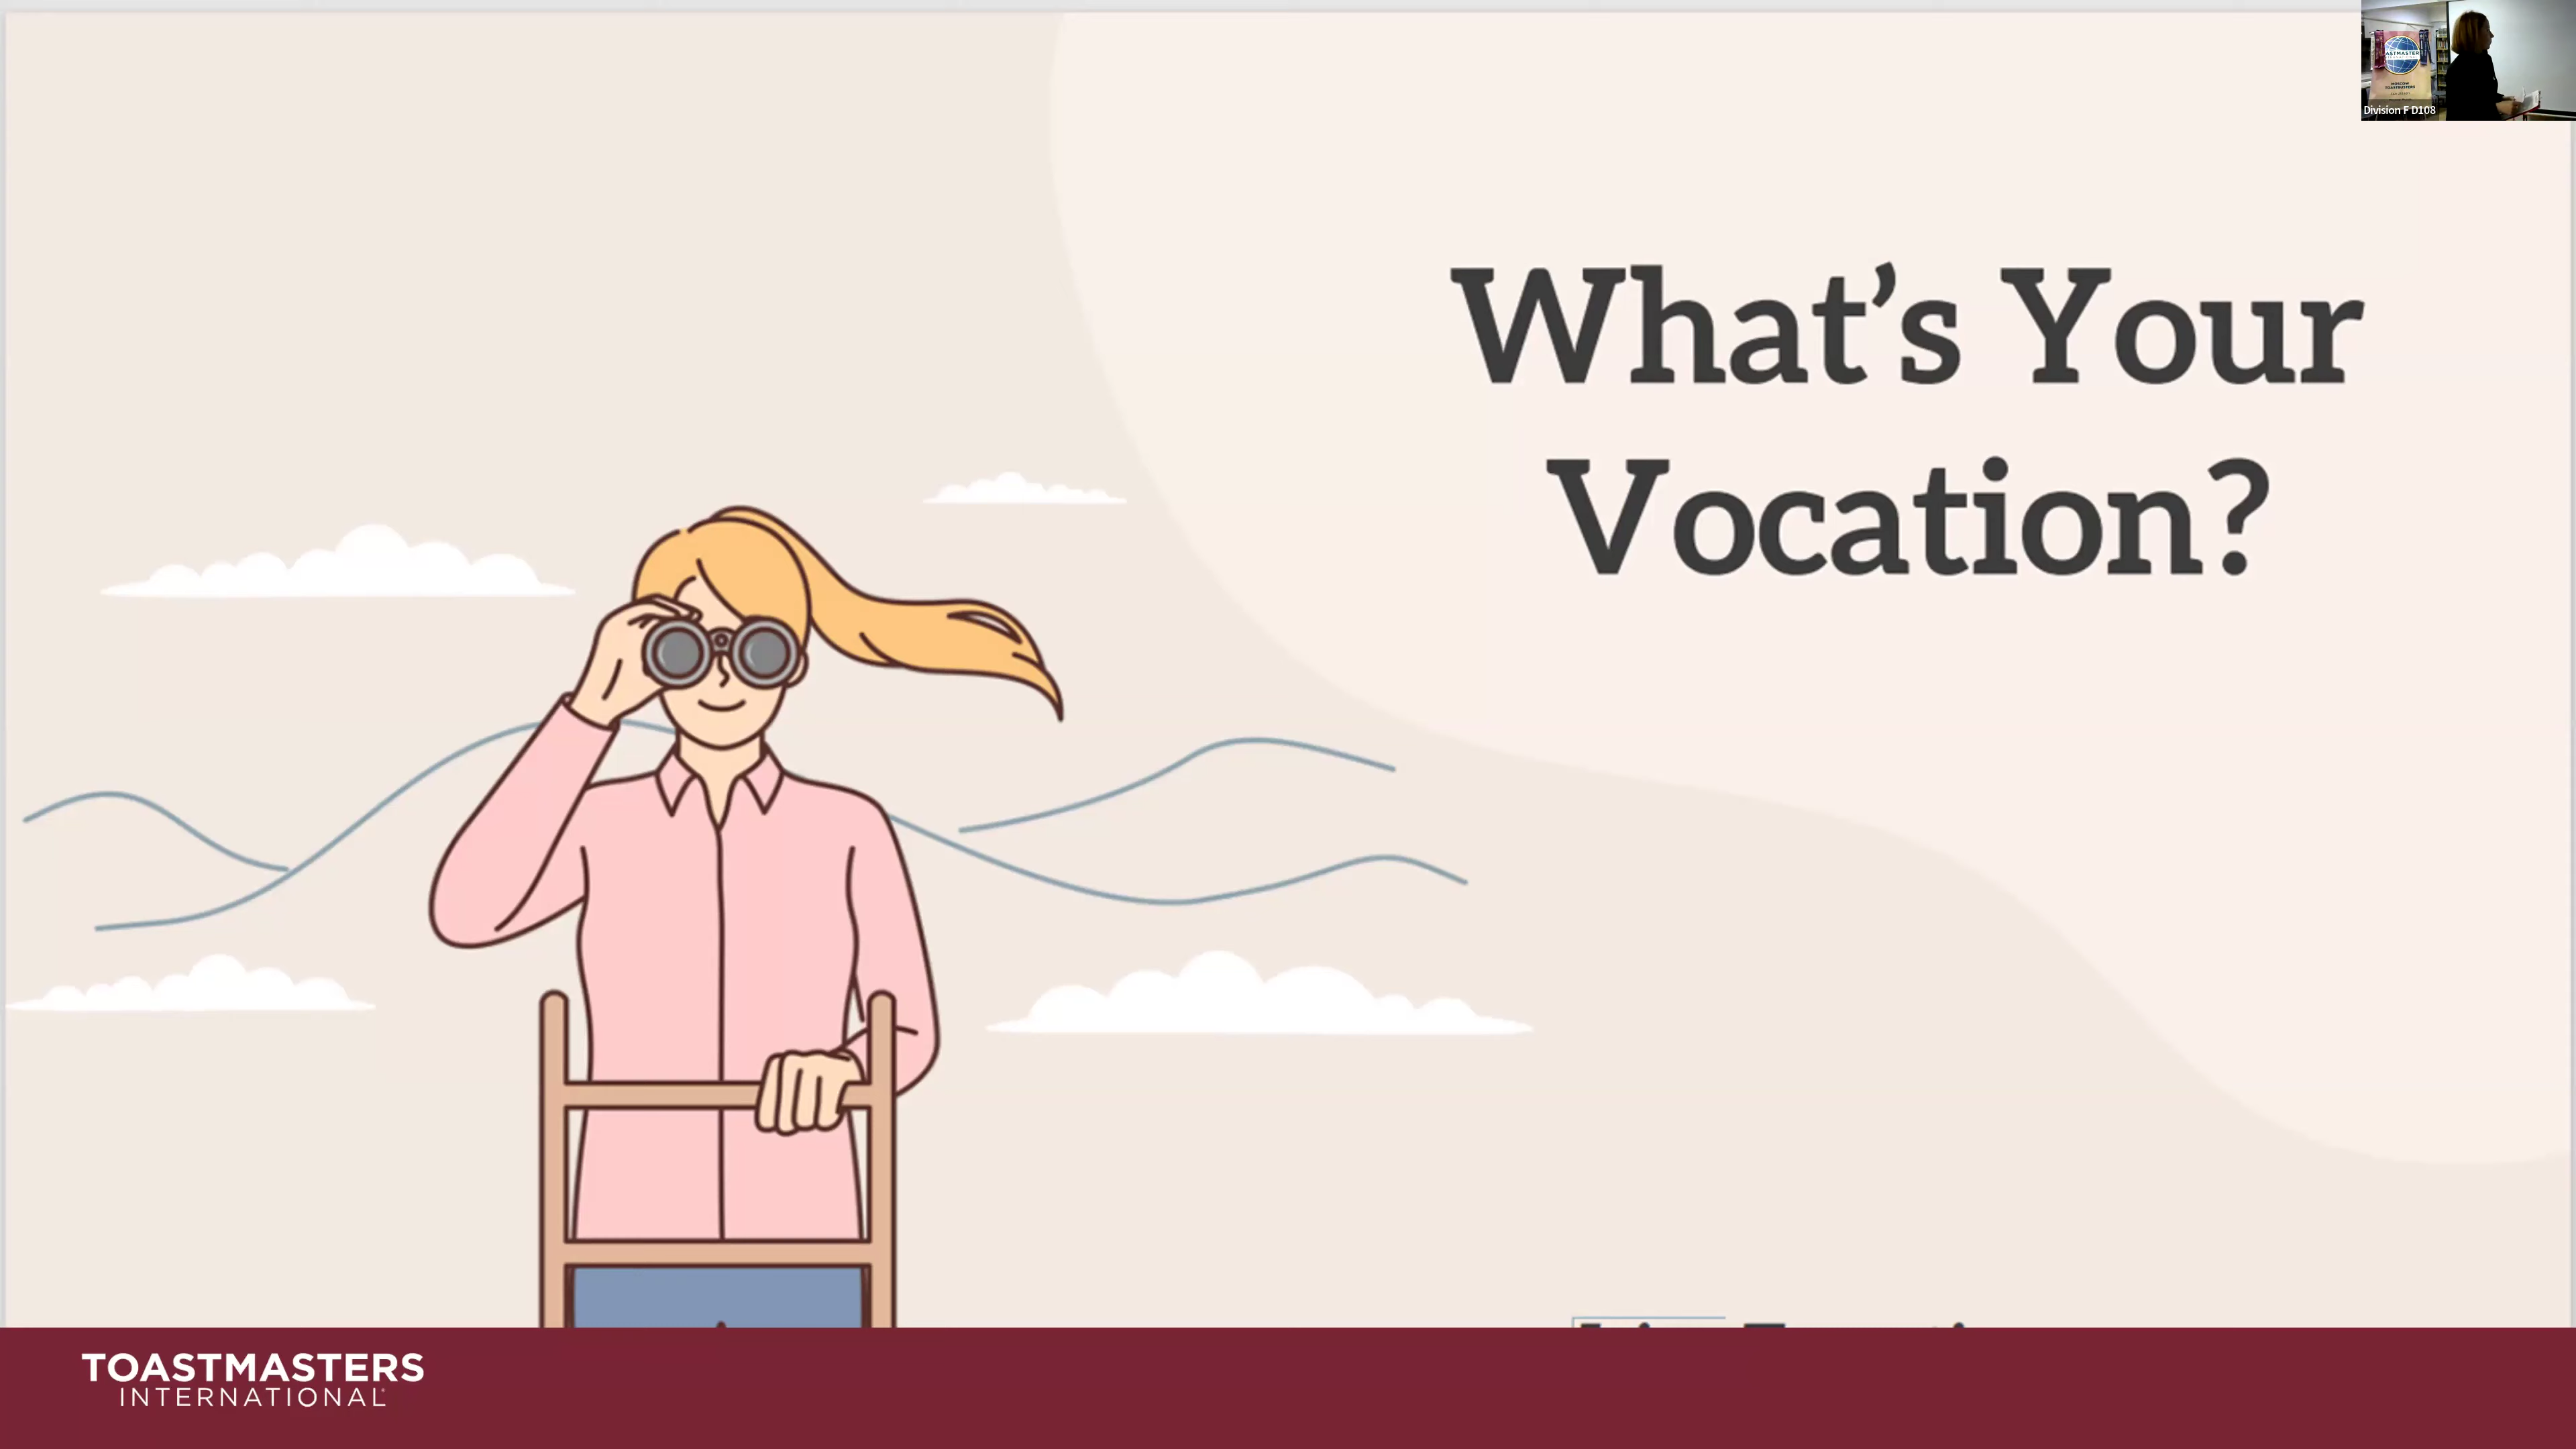 What's Your
Vocation?
Division F D108
TOASTMASTERS
INTERNATIONAL